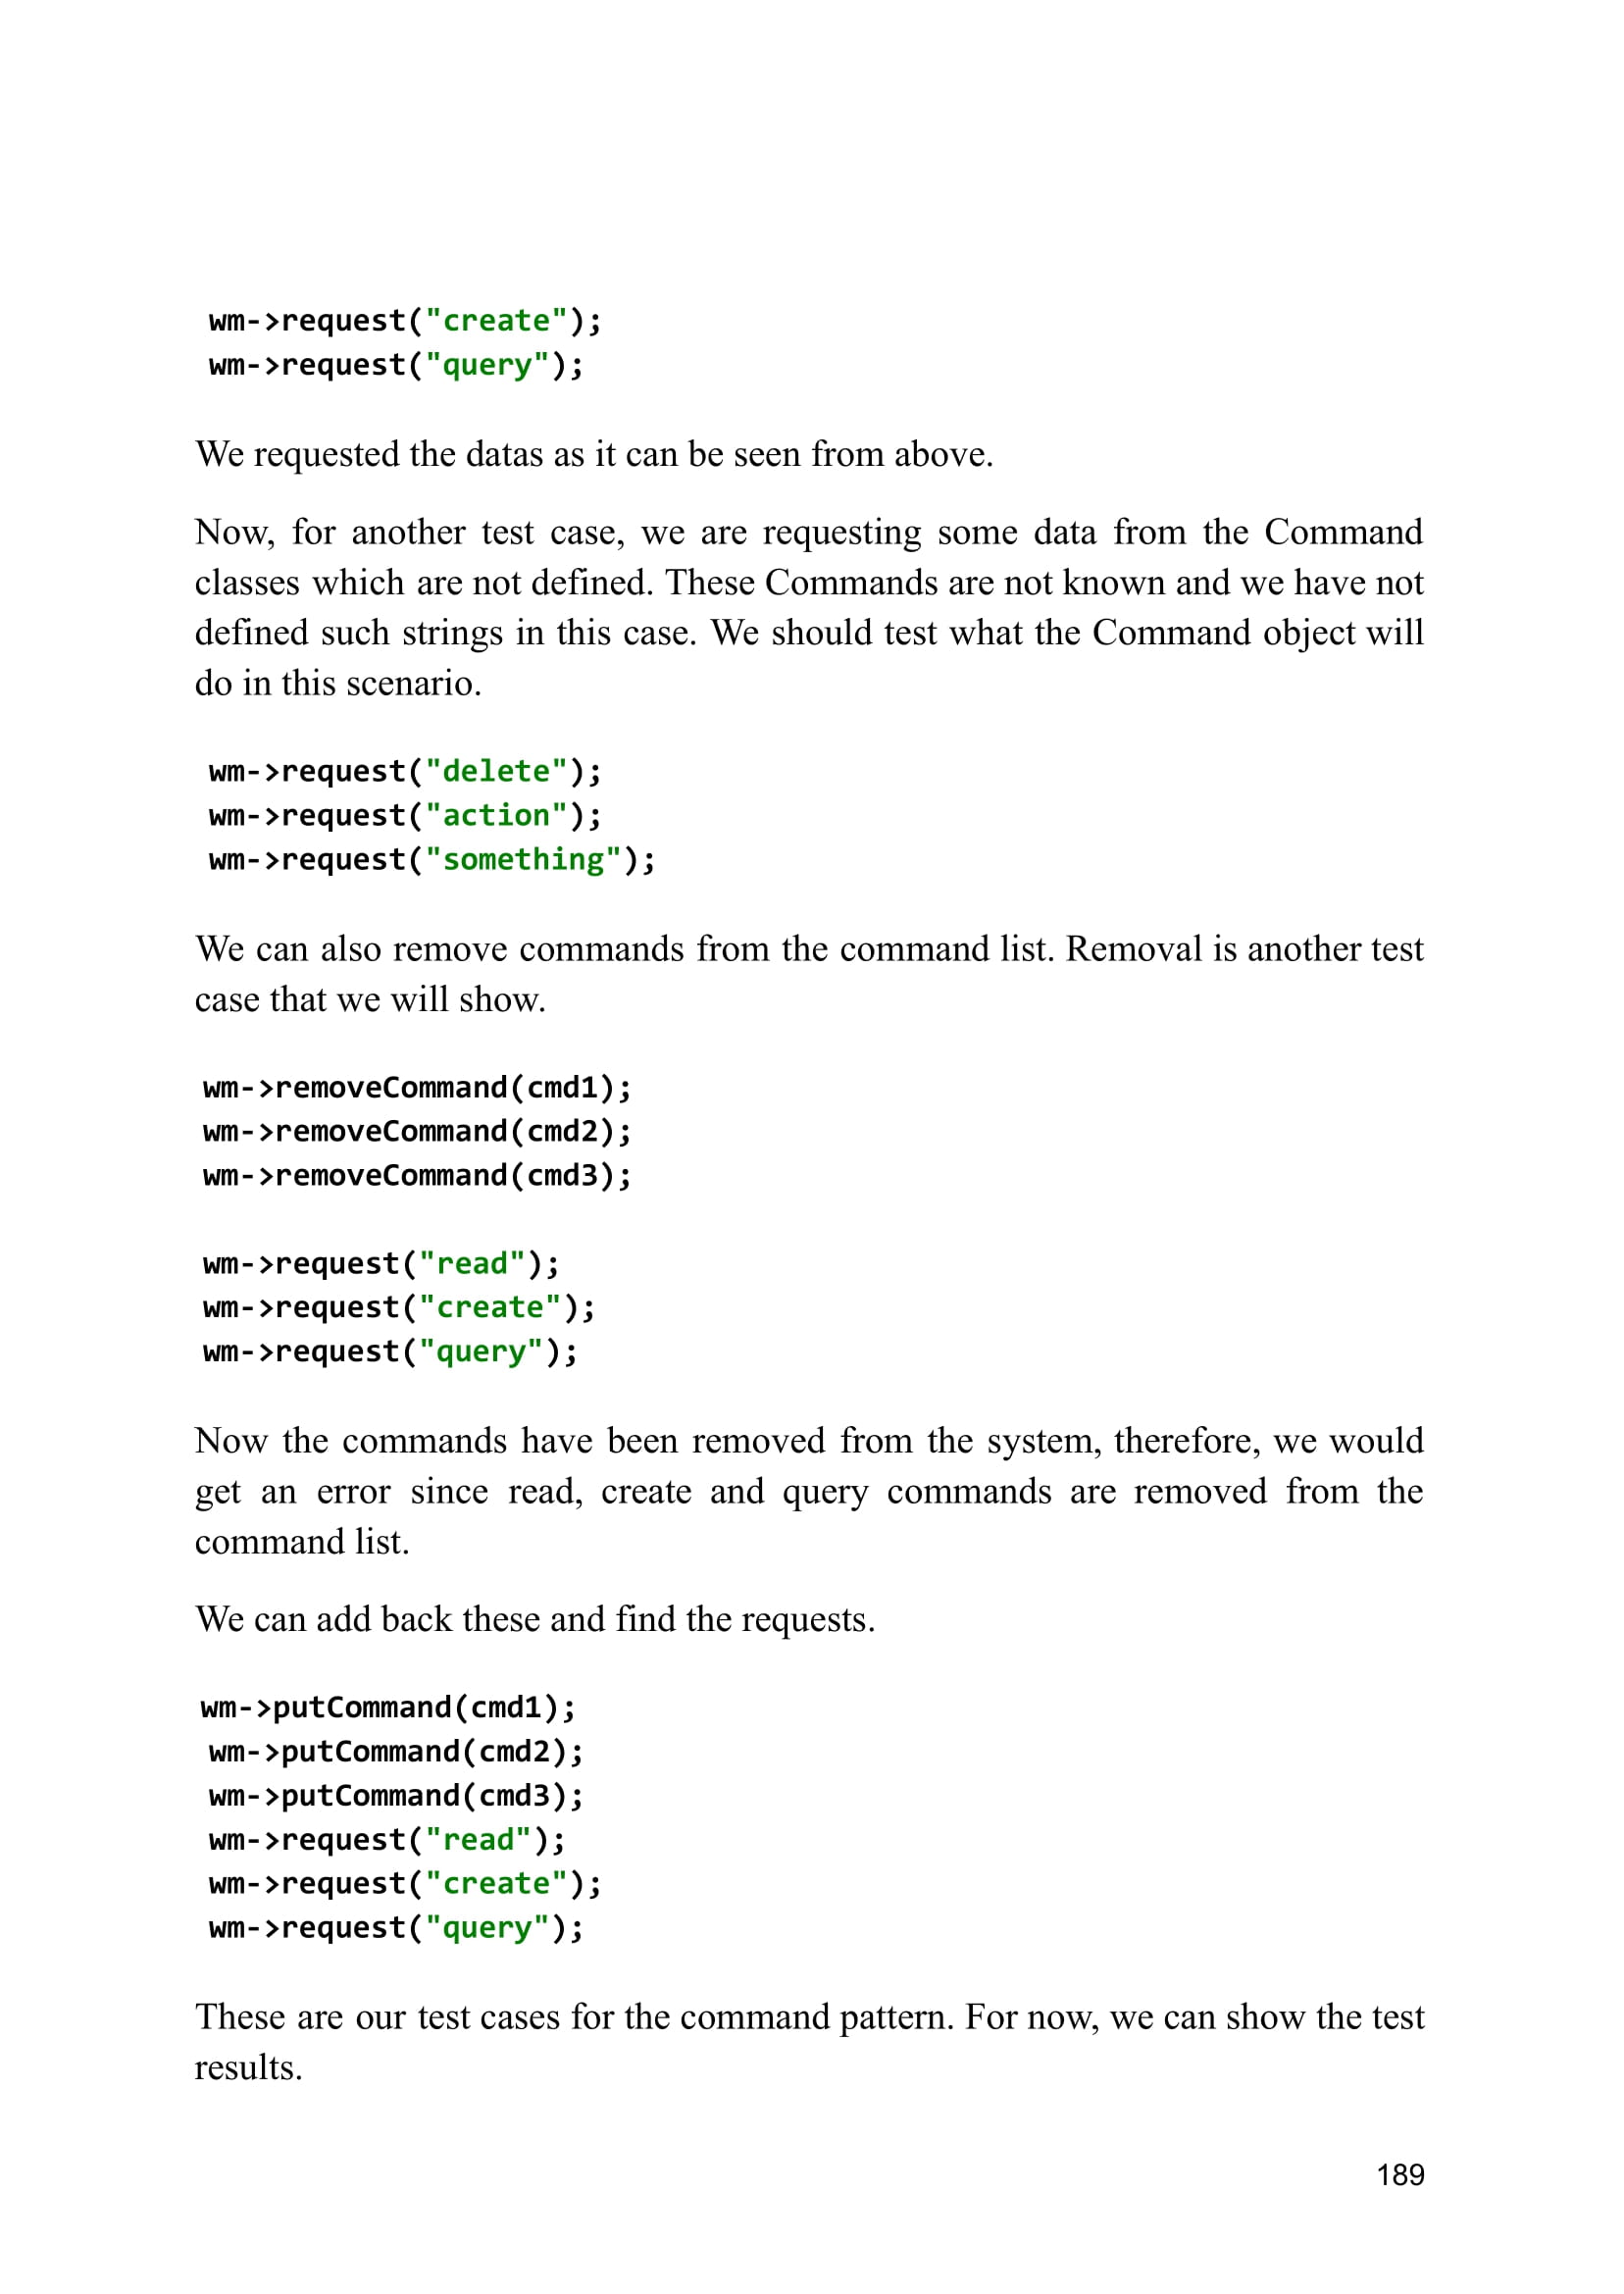 wm->request("create");
wm->request("query");
We requested the datas as it can be seen from above.
Now, for another test case, we are requesting some data from the Command
classes which are not defined. These Commands are not known and we have not
defined such strings in this case. We should test what the Command object will
do in this scenario.
wm->request("delete");
wm->request("action");
wm->request("something");
We can also remove commands from the command list. Removal is another test
case that we will show.
wm->removeCommand(cmd1);
wm->removeCommand(cmd2);
wm->removeCommand(cmd3);
wm->request("read");
wm->request("create");
wm->request("query");
Now the commands have been removed from the system, therefore, we would
get an error since read, create and query commands are removed from the
command list.
We can add back these and find the requests.
wm->putCommand(cmd1);
wm->putCommand(cmd2);
wm->putCommand(cmd3);
wm->request("read");
wm->request("create");
wm->request("query");
These are our test cases for the command pattern. For now, we can show the test
results.
189